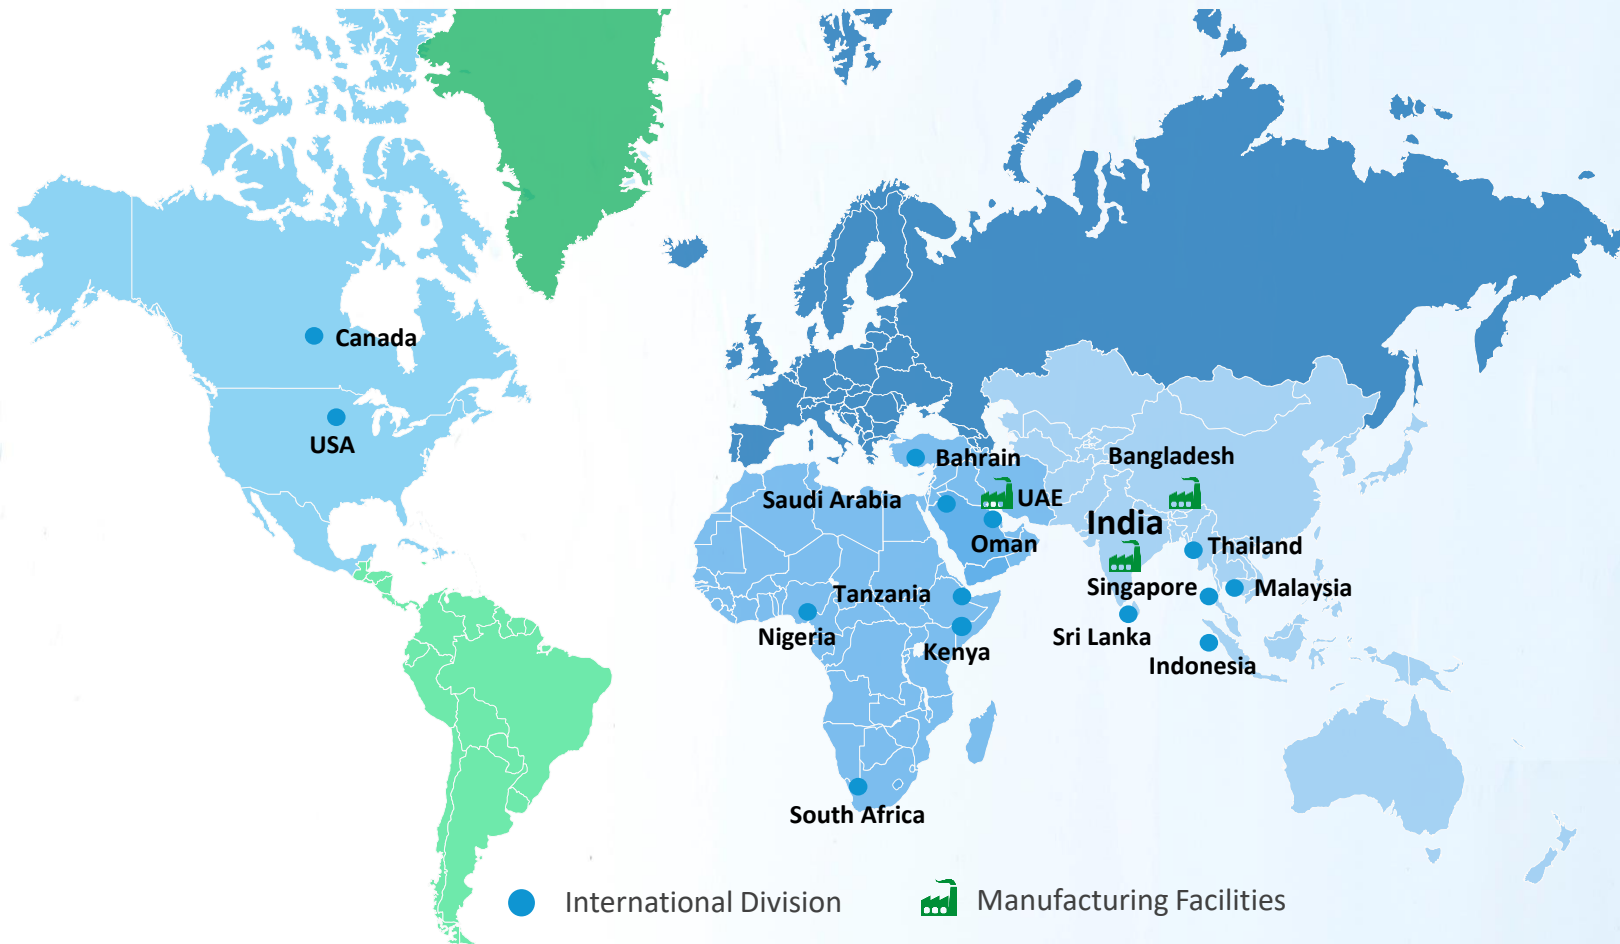 Canada
USA
Bahrain
Bangladesh
Saudi Arabia
UAE
India
Oman
Thailand
Singapore
Malaysia
Tanzania
Nigeria
Sri Lanka
Kenya
Indonesia
South Africa
International Division
Manufacturing Facilities